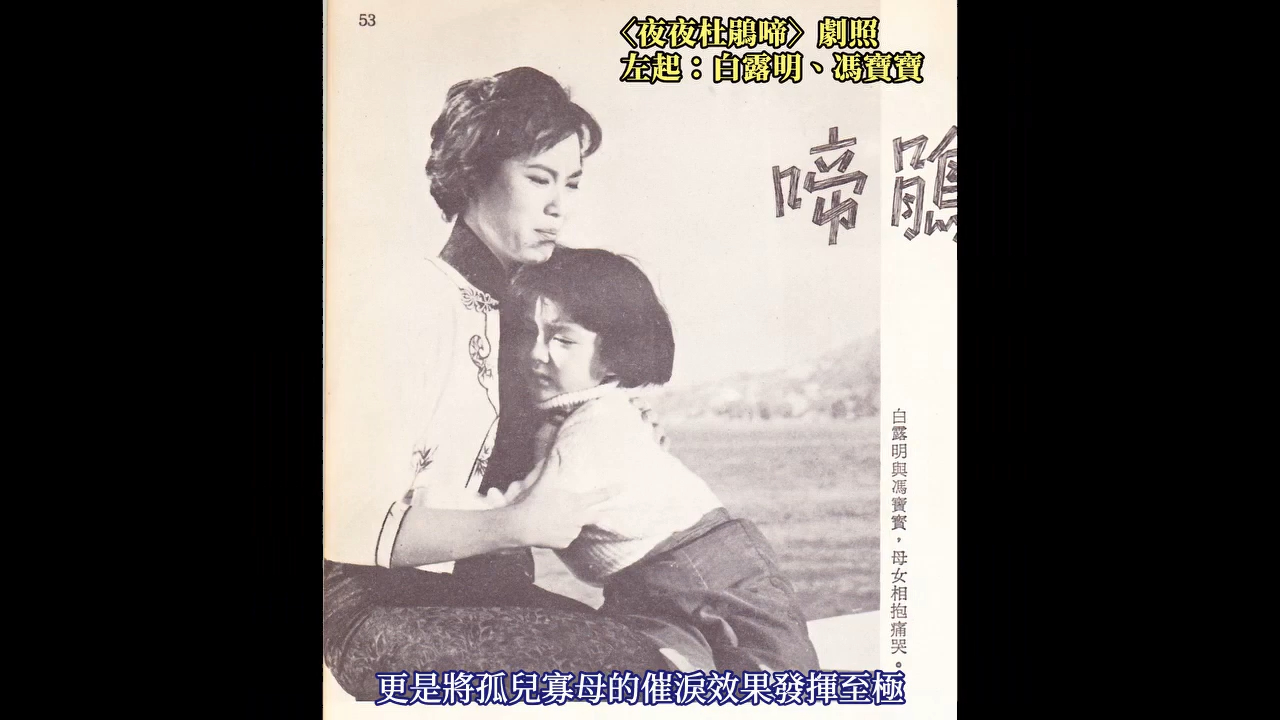 53
〈夜夜杜鵑啼〉劇照
左起：白露明、馮寶寶
啼鵑
白露明與馮寶寶，母女相抱痛哭。
更是將孤兒寡母的催淚效果發揮至極